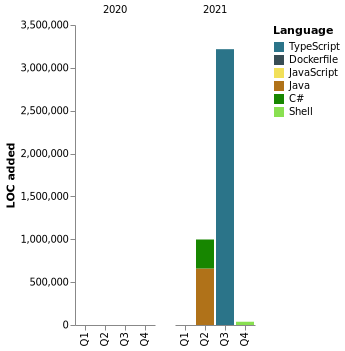 2020
2021
3,500,000
3,000,000
2,500,000
2,000,000
1,500,000
1,000,000
500,000
0
LOC added
Q1
Q2
Q3
Q4
Q1
Q2
Q3
Q4
Language
TypeScript
Dockerfile
JavaScript
Java
C#
Shell